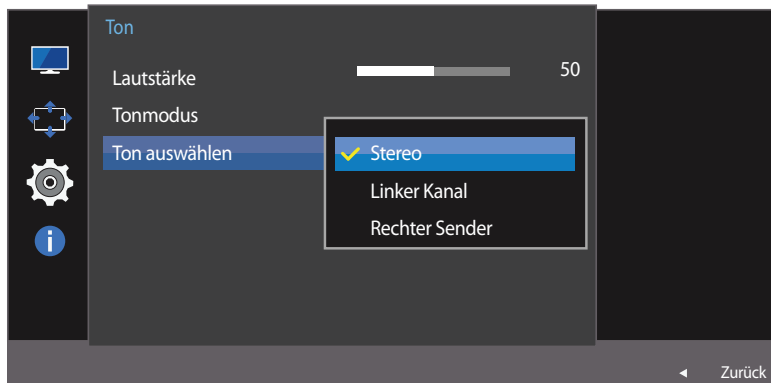 Ton
Lautstärke 50
Tonmodus
Ton auswählen
Stereo
Linker Kanal
Rechter Sender
Zurück